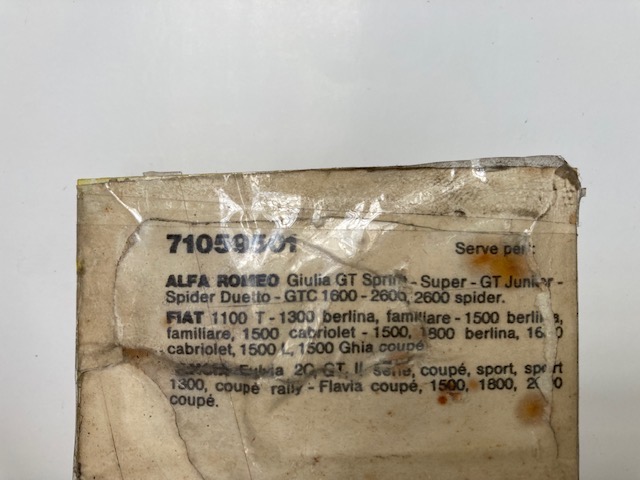 71059501
Serve per:
ALFA ROMEO Giulia GT Sprint - Super - GT Junior -
Spider Duetto - GTC 1600 - 2600, 2600 spider.
FIAT 1100 T - 1300 berlina, familiare - 1500 berlina,
familiare, 1500 cabriolet - 1500, 1800 berlina,
cabriolet, 1500 L, 1500 Ghia coupé
Fulvia 2C, GT, II serie, coupé, sport, sport
1300, coupé rally - Flavia coupé, 1500, 1800, 2000
coupé.